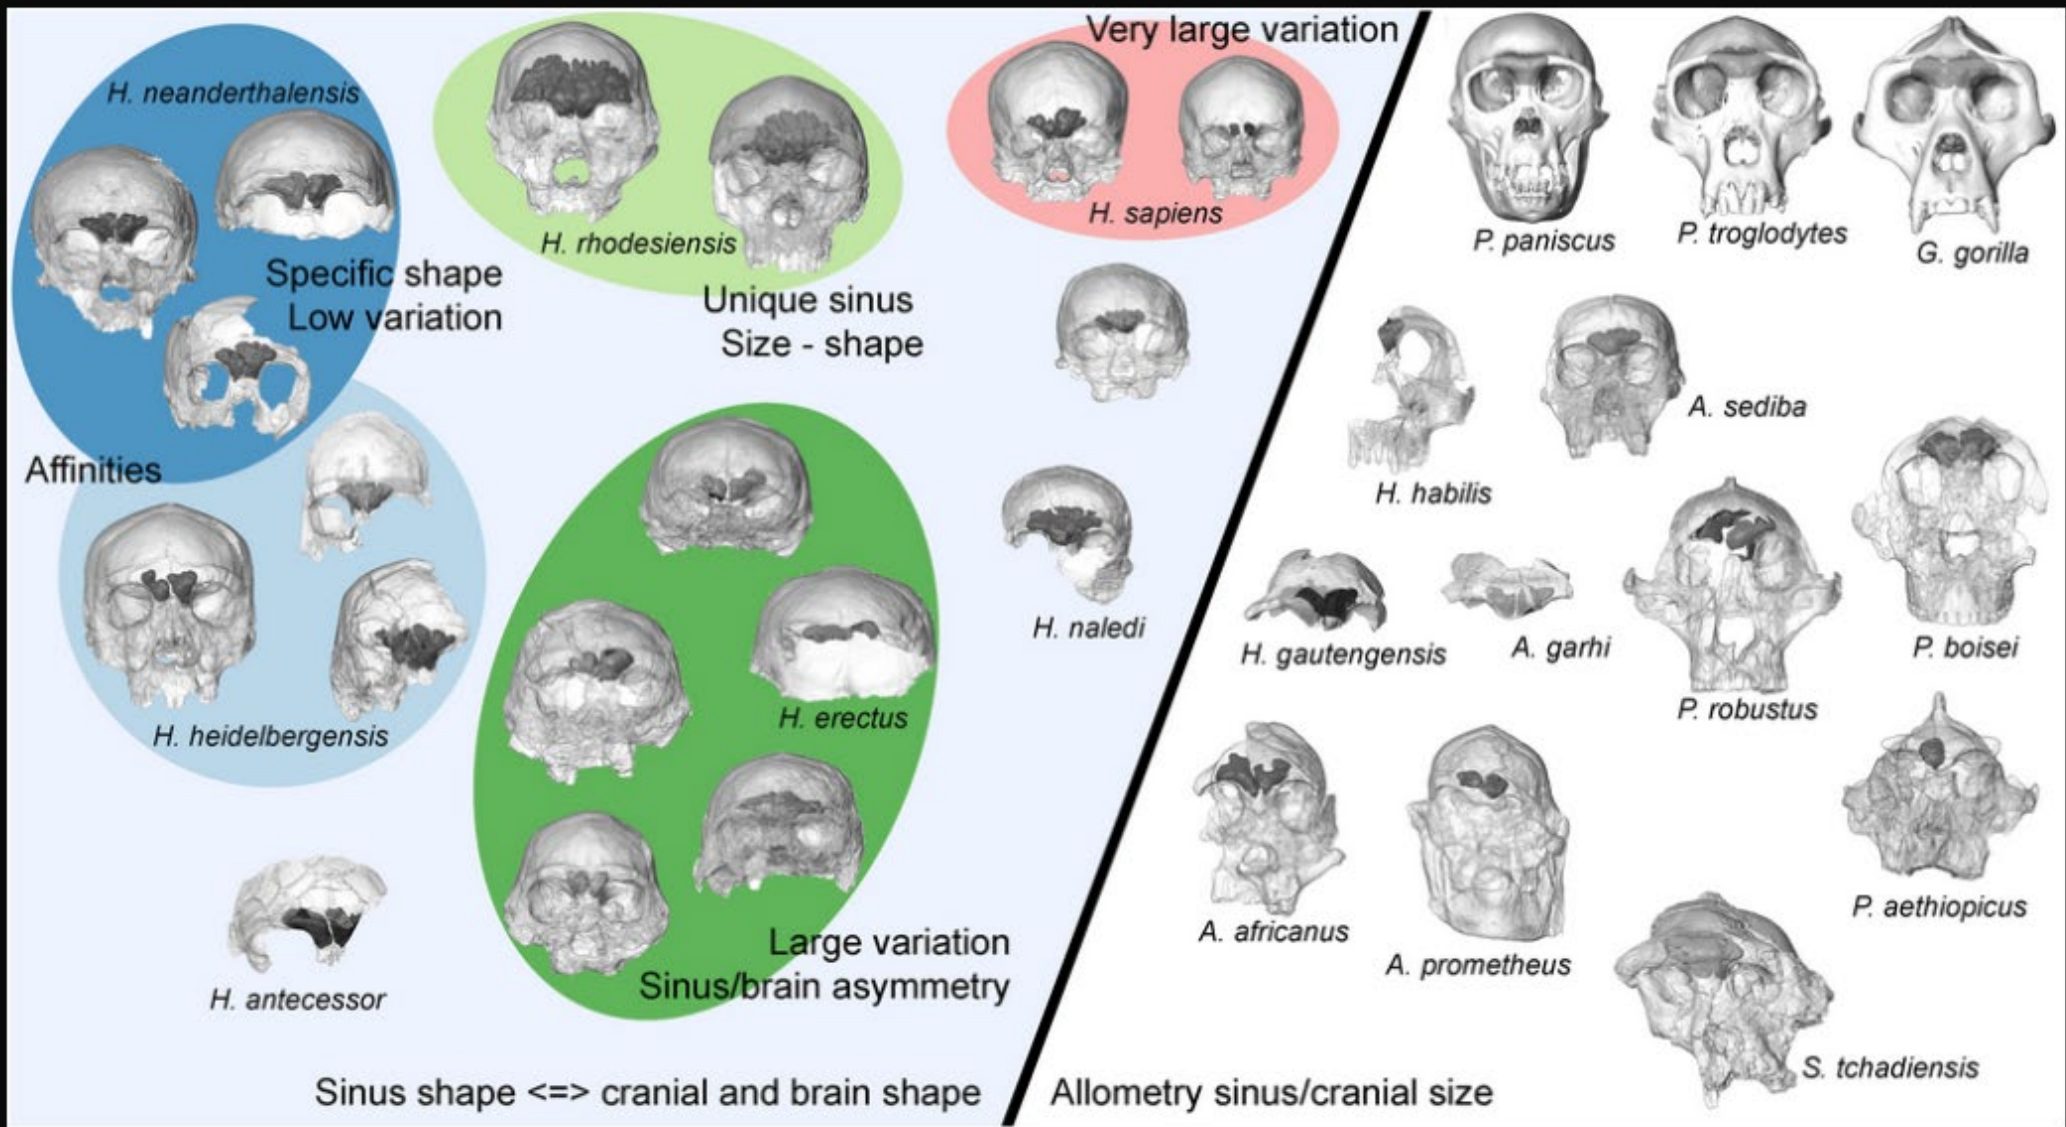 H. neanderthalensis
Specific shape
Low variation
H. rhodesiensis
Unique sinus
Size - shape
Very large variation
H. sapiens
Affinities
H. heidelbergensis
H. naledi
H. erectus
Large variation
Sinus/brain asymmetry
H. antecessor
Sinus shape <=> cranial and brain shape
P. paniscus
P. troglodytes
G. gorilla
H. habilis
A. sediba
H. gautengensis
A. garhi
P. robustus
P. boisei
A. africanus
A. prometheus
P. aethiopicus
S. tchadiensis
Allometry sinus/cranial size